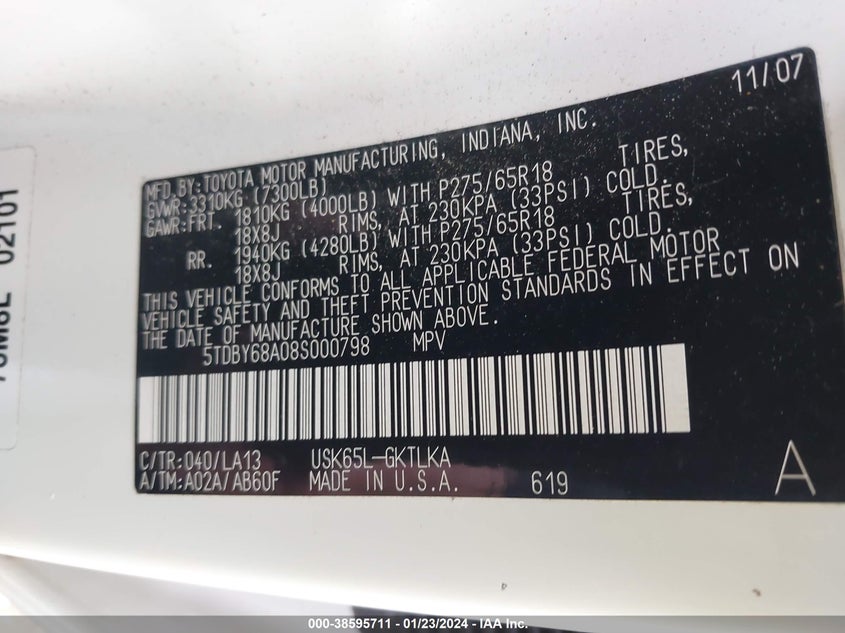 11/07
MFD.BY:TOYOTA MOTOR MANUFACTURING, INDIANA, INC.
GVWR:3310KG (7300LB)
GAWR:FRT. 1810KG (4000LB) WITH P275/65R18 TIRES,
18X8J RIMS, AT 230KPA (33PSI) COLD.
RR. 1940KG (4280LB) WITH P275/65R18 TIRES,
18X8J RIMS, AT 230KPA (33PSI) COLD.
THIS VEHICLE CONFORMS TO ALL APPLICABLE FEDERAL MOTOR
VEHICLE SAFETY AND THEFT PREVENTION STANDARDS IN EFFECT ON
THE DATE OF MANUFACTURE SHOWN ABOVE.
5TDBY68A08S000798 MPV
C/TR:040/LA13 USK65L-GKTLKA
A/TM:A02A/AB60F MADE IN U.S.A. 619
A
02101
000-38595711 - 01/23/2024 - IAA Inc.